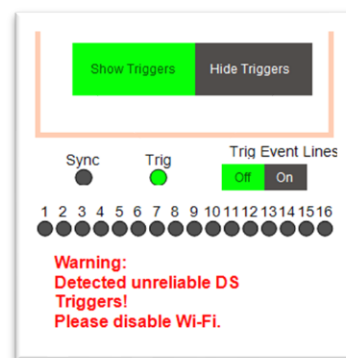 Show Triggers Hide Triggers
Sync Trig Trig Event Lines
Off On
1 2 3 4 5 6 7 8 9 10 11 12 13 14 15 16
Warning:
Detected unreliable DS
Triggers!
Please disable Wi-Fi.